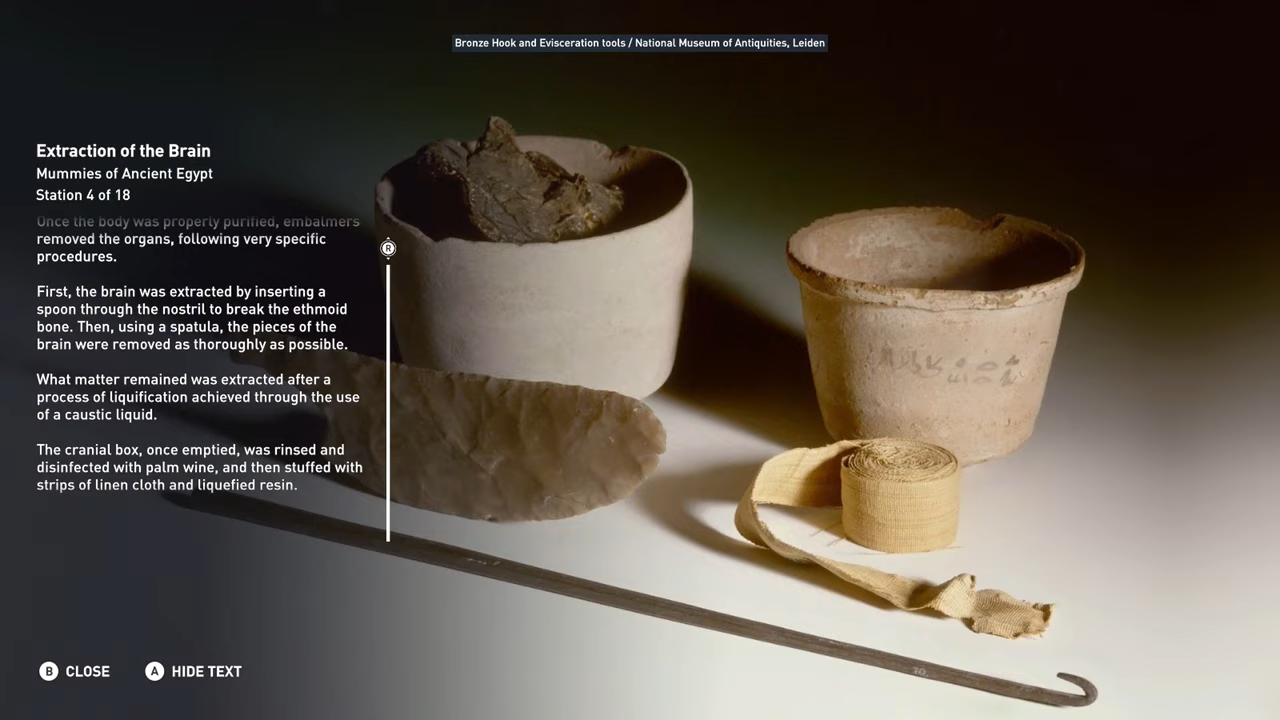 Bronze Hook and Evisceration tools / National Museum of Antiquities, Leiden
Extraction of the Brain
Mummies of Ancient Egypt
Station 4 of 18
Once the body was properly purified, embalmers
removed the organs, following very specific
procedures.
First, the brain was extracted by inserting a
spoon through the nostril to break the ethmoid
bone. Then, using a spatula, the pieces of the
brain were removed as thoroughly as possible.
What matter remained was extracted after a
process of liquification achieved through the use
of a caustic liquid.
The cranial box, once emptied, was rinsed and
disinfected with palm wine, and then stuffed with
strips of linen cloth and liquefied resin.
R
B CLOSE
A HIDE TEXT